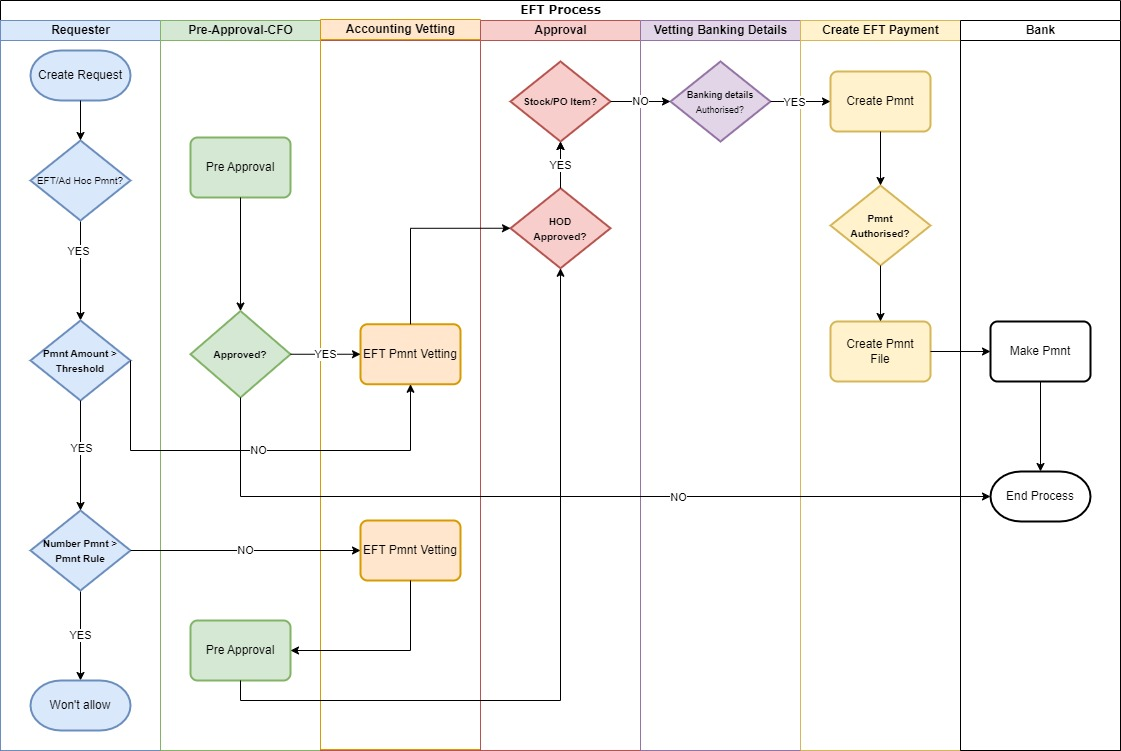 EFT Process
Requester
Pre-Approval-CFO
Accounting Vetting
Approval
Vetting Banking Details
Create EFT Payment
Bank
Create Request
EFT/Ad Hoc Pmnt?
YES
Pmnt Amount >
Threshold
YES
NO
Number Pmnt >
Pmnt Rule
NO
YES
Won't allow
Pre Approval
Approved?
YES
NO
Pre Approval
EFT Pmnt Vetting
EFT Pmnt Vetting
Stock/PO Item?
NO
YES
HOD
Approved?
Banking details
Authorised?
YES
Create Pmnt
Pmnt
Authorised?
Create Pmnt
File
Make Pmnt
End Process